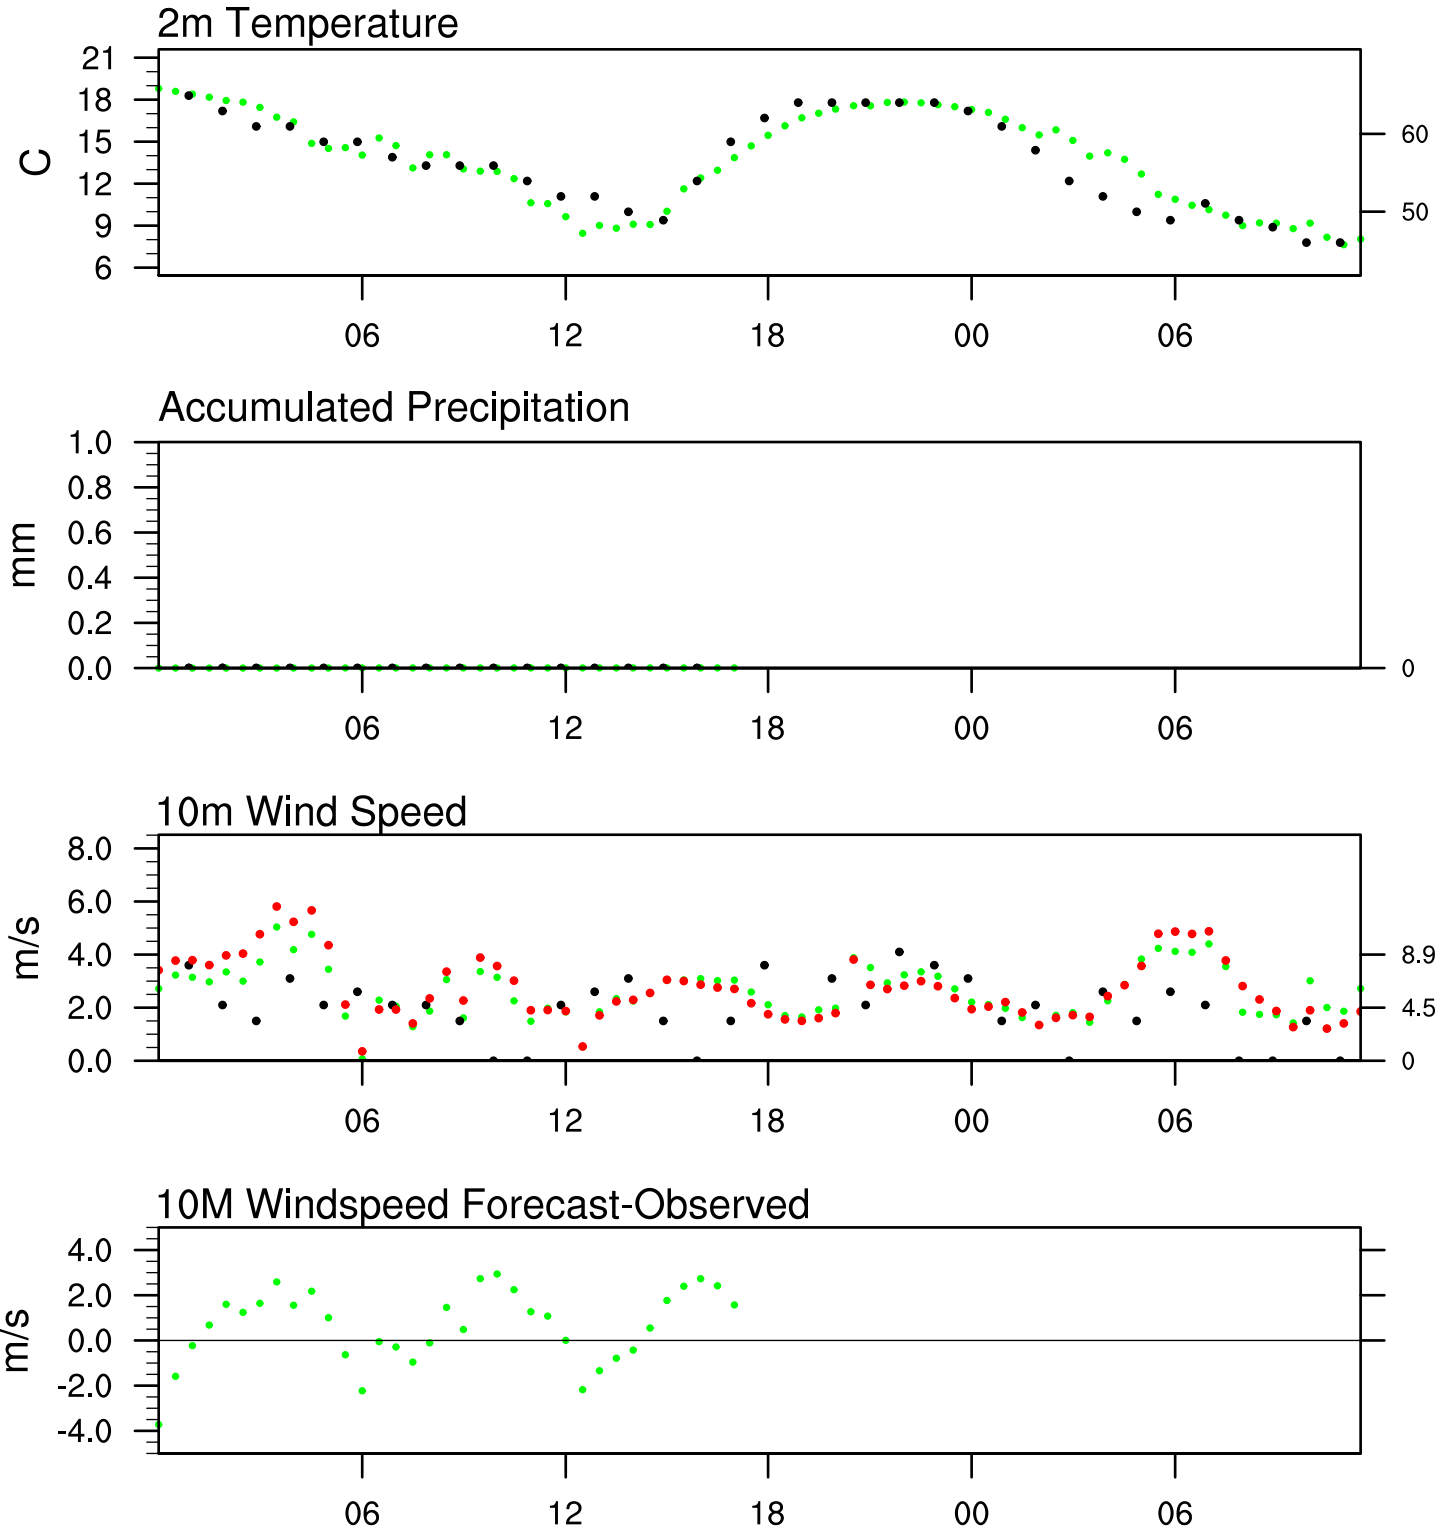 2m Temperature
21
18
15
12
9
6
C
60
50
06 12 18 00 06
Accumulated Precipitation
1.0
0.8
0.6
0.4
0.2
0.0
mm
0
06 12 18 00 06
10m Wind Speed
8.0
6.0
4.0
2.0
0.0
m/s
8.9
4.5
0
06 12 18 00 06
10M Windspeed Forecast-Observed
4.0
2.0
0.0
-2.0
-4.0
m/s
06 12 18 00 06